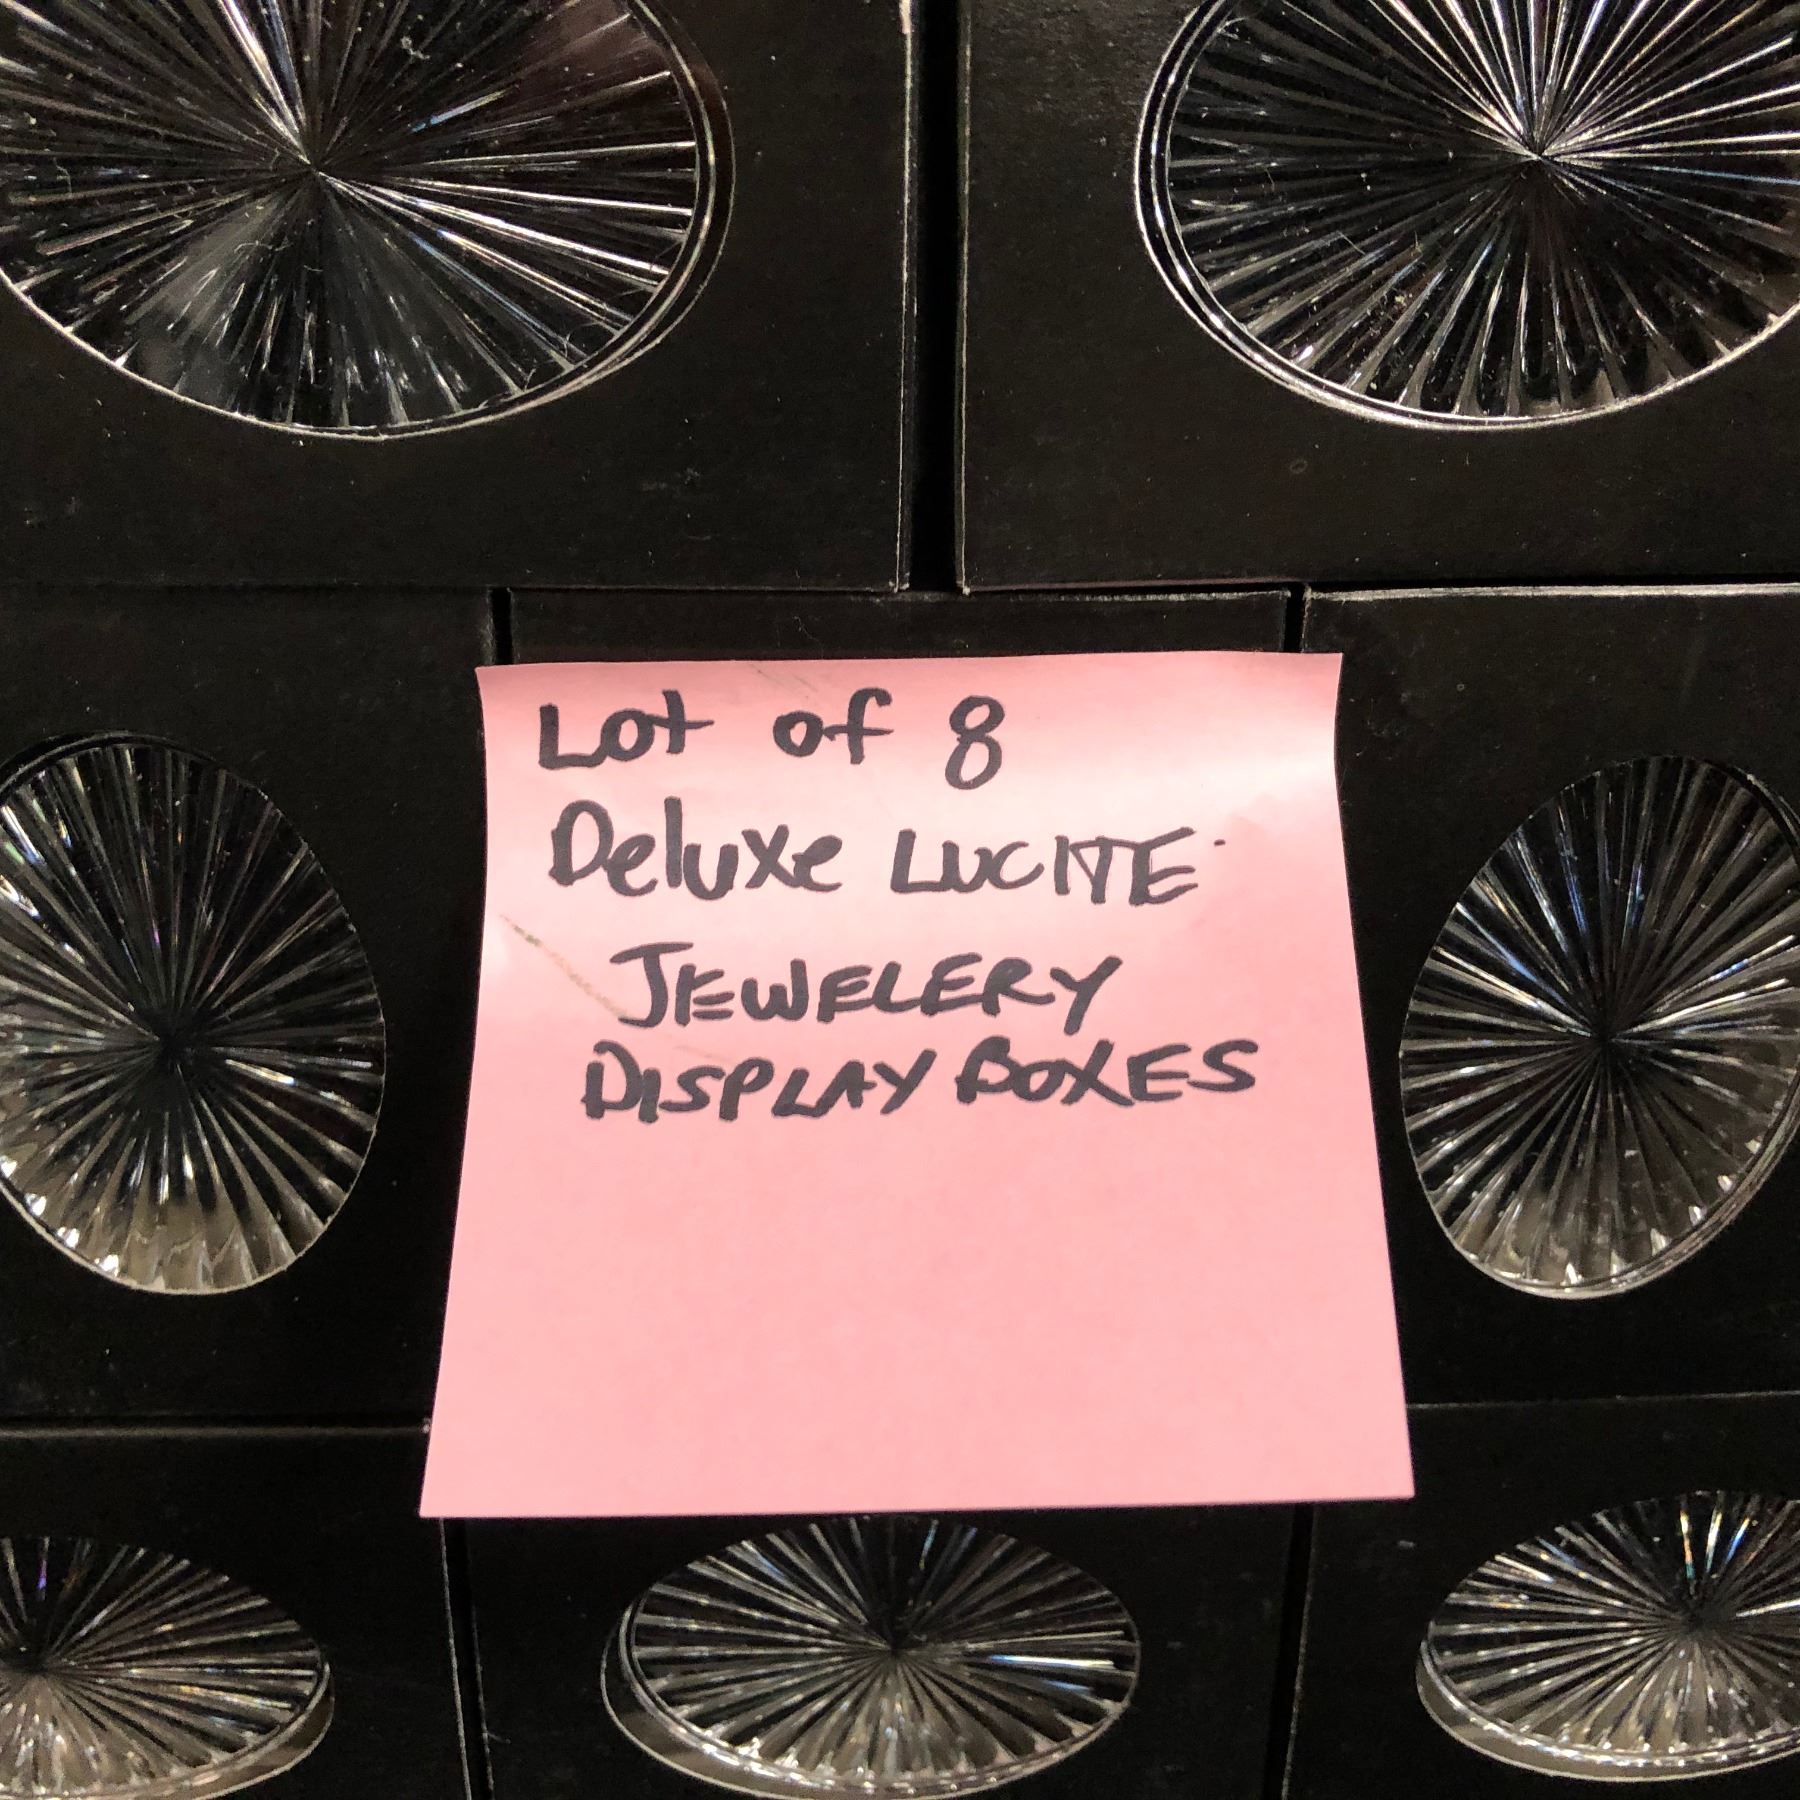 Lot of 8
Deluxe LUCITE
JEWELERY
DISPLAY BOXES